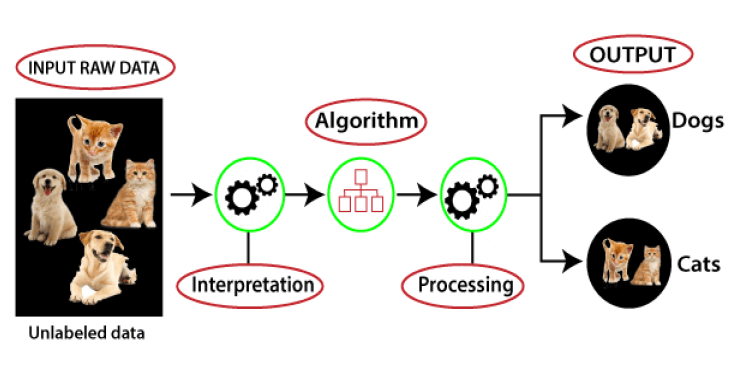 INPUT RAW DATA
OUTPUT
Algorithm
Dogs
Interpretation
Processing
Cats
Unlabeled data